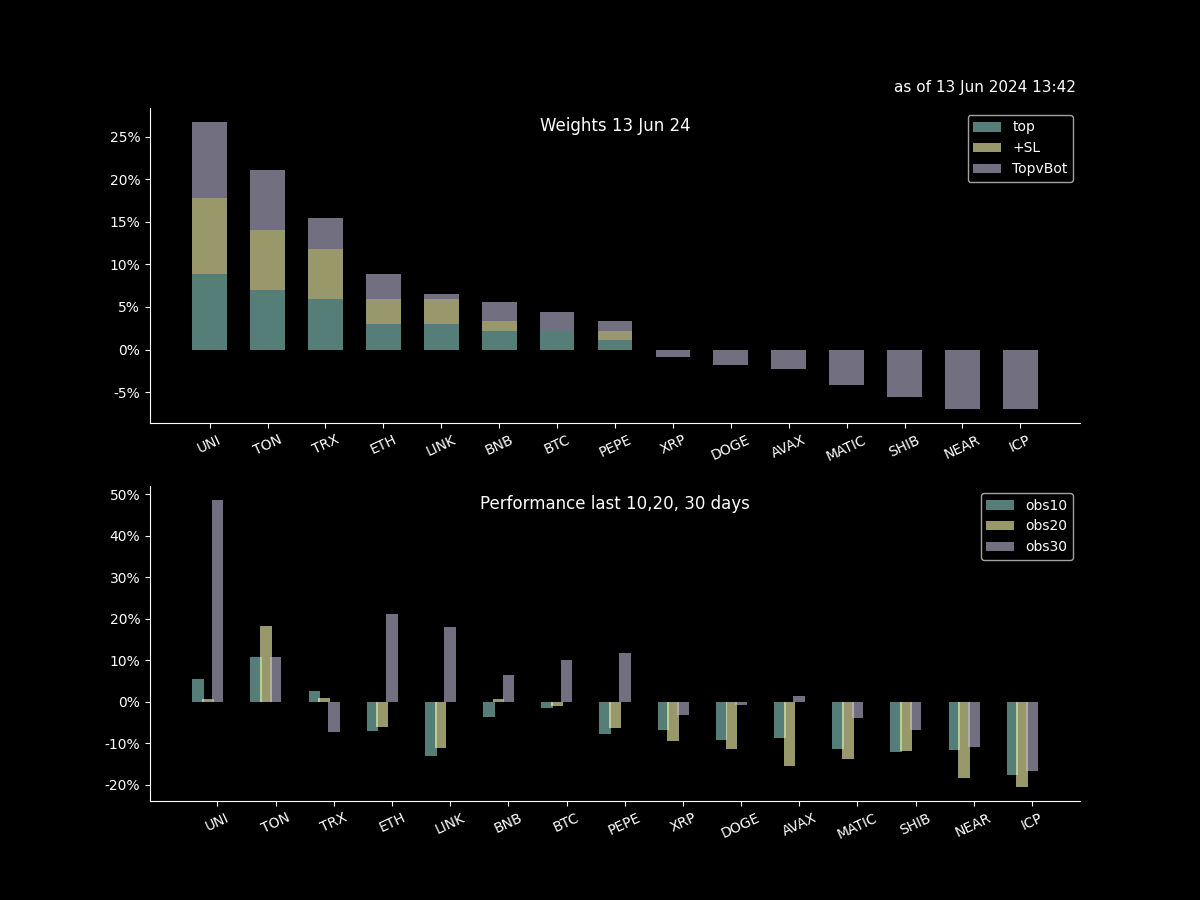 as of 13 Jun 2024 13:42
Weights 13 Jun 24
top
+SL
TopvBot
25%
20%
15%
10%
5%
0%
-5%
UNI TON TRX ETH LINK BNB BTC PEPE XRP DOGE AVAX MATIC SHIB NEAR ICP
Performance last 10,20, 30 days
obs10
obs20
obs30
50%
40%
30%
20%
10%
0%
-10%
-20%
UNI TON TRX ETH LINK BNB BTC PEPE XRP DOGE AVAX MATIC SHIB NEAR ICP